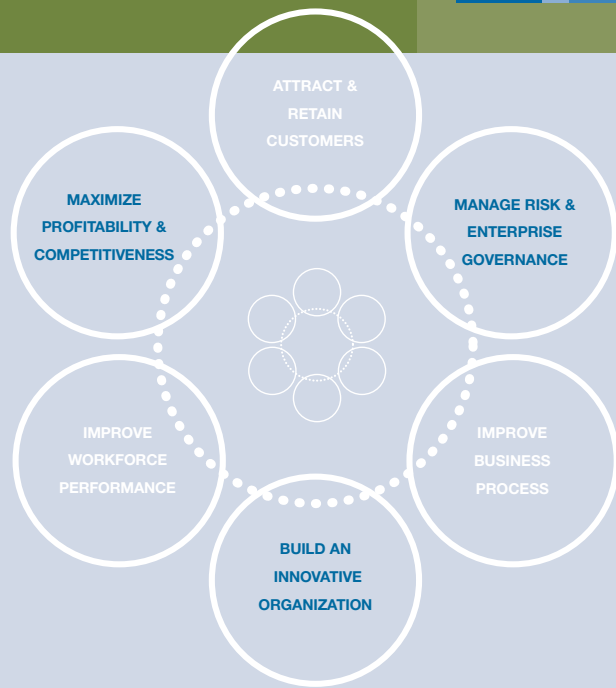 ATTRACT &
RETAIN
CUSTOMERS
MAXIMIZE
PROFITABILITY &
COMPETITIVENESS
MANAGE RISK &
ENTERPRISE
GOVERNANCE
IMPROVE
WORKFORCE
PERFORMANCE
IMPROVE
BUSINESS
PROCESS
BUILD AN
INNOVATIVE
ORGANIZATION